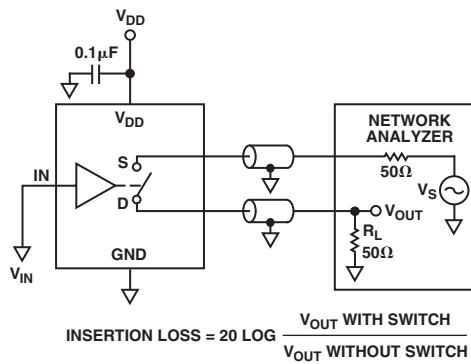 VDD
0.1µF
VDD
NETWORK
ANALYZER
S
IN
50Ω
VS
D
VOUT
RL
50Ω
GND
VIN
INSERTION LOSS = 20 LOG VOUT WITH SWITCH
VOUT WITHOUT SWITCH